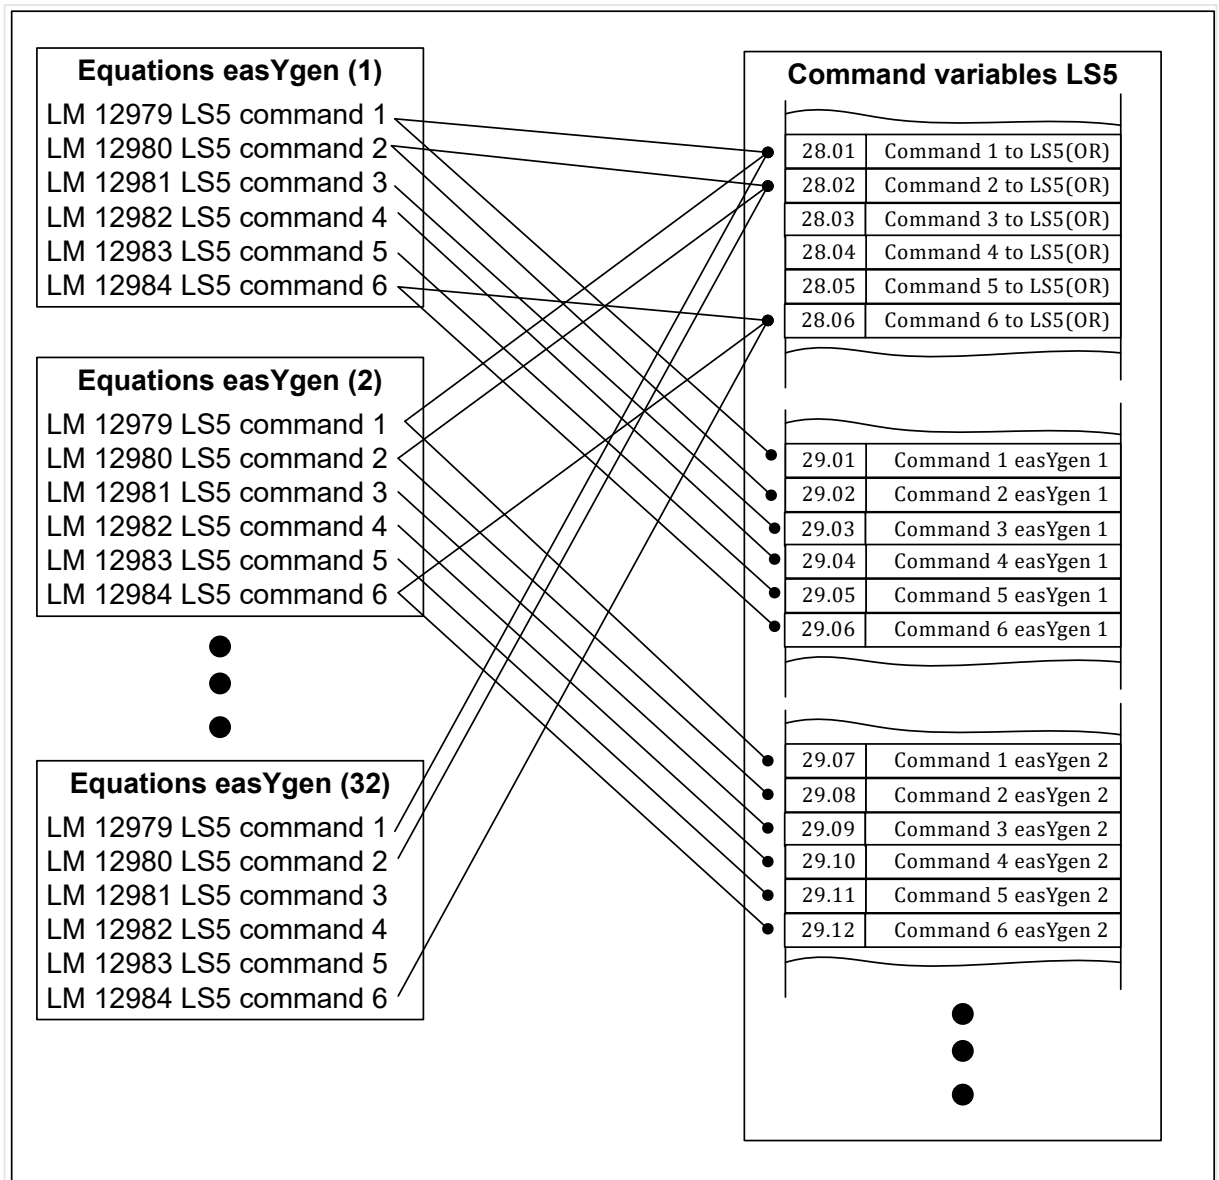 Equations easYgen (1)
LM 12979 LS5 command 1
LM 12980 LS5 command 2
LM 12981 LS5 command 3
LM 12982 LS5 command 4
LM 12983 LS5 command 5
LM 12984 LS5 command 6
Equations easYgen (2)
LM 12979 LS5 command 1
LM 12980 LS5 command 2
LM 12981 LS5 command 3
LM 12982 LS5 command 4
LM 12983 LS5 command 5
LM 12984 LS5 command 6
Equations easYgen (32)
LM 12979 LS5 command 1
LM 12980 LS5 command 2
LM 12981 LS5 command 3
LM 12982 LS5 command 4
LM 12983 LS5 command 5
LM 12984 LS5 command 6
Command variables LS5
28.01 Command 1 to LS5(OR)
28.02 Command 2 to LS5(OR)
28.03 Command 3 to LS5(OR)
28.04 Command 4 to LS5(OR)
28.05 Command 5 to LS5(OR)
28.06 Command 6 to LS5(OR)
29.01 Command 1 easYgen 1
29.02 Command 2 easYgen 1
29.03 Command 3 easYgen 1
29.04 Command 4 easYgen 1
29.05 Command 5 easYgen 1
29.06 Command 6 easYgen 1
29.07 Command 1 easYgen 2
29.08 Command 2 easYgen 2
29.09 Command 3 easYgen 2
29.10 Command 4 easYgen 2
29.11 Command 5 easYgen 2
29.12 Command 6 easYgen 2